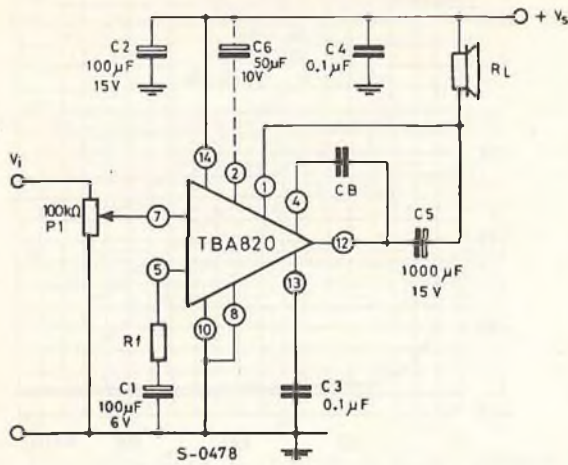 + Vs
C2
100µF
15V
C6
50µF
10V
C4
0.1µF
RL
14
2
1
4
CB
Vi
100kΩ
P1
7
TBA820
12
C5
1000µF
15V
5
13
10
8
Rf
C1
100µF
6V
C3
0.1µF
S-0478